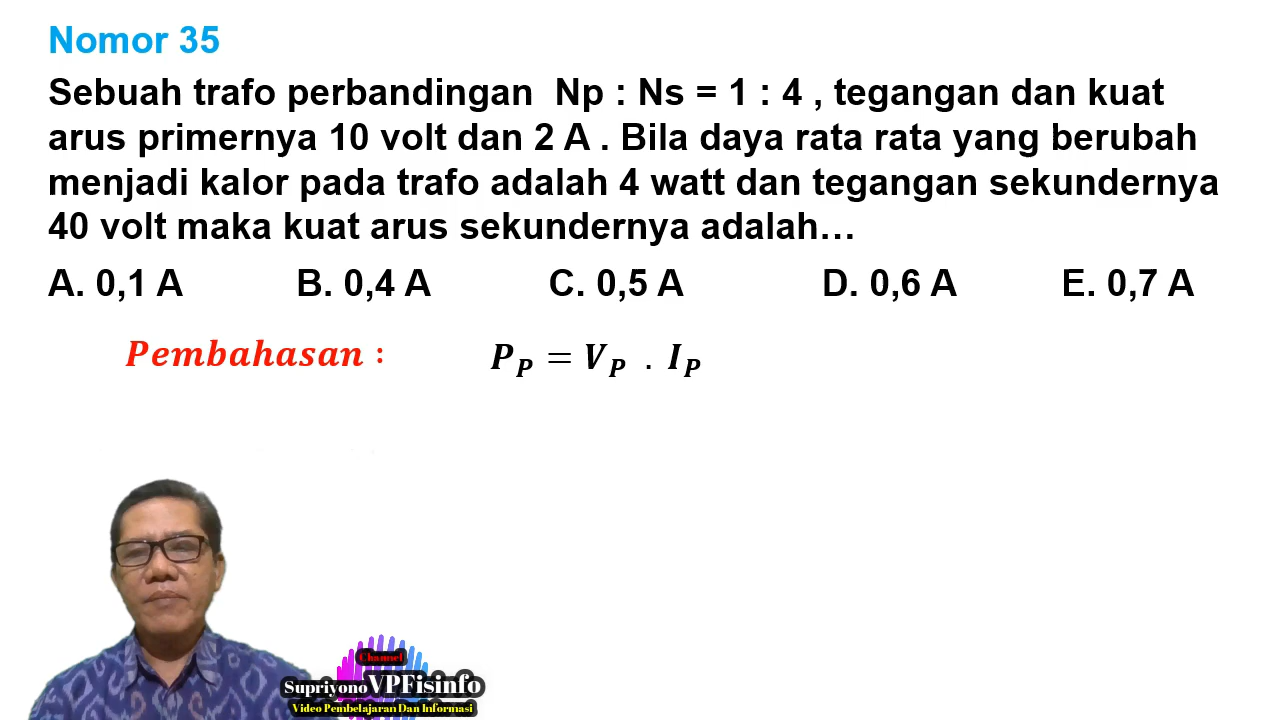 Nomor 35
Sebuah trafo perbandingan Np : Ns = 1 : 4 , tegangan dan kuat
arus primernya 10 volt dan 2 A . Bila daya rata rata yang berubah
menjadi kalor pada trafo adalah 4 watt dan tegangan sekundernya
40 volt maka kuat arus sekundernya adalah…
A. 0,1 A B. 0,4 A C. 0,5 A D. 0,6 A E. 0,7 A
Pembahasan : P_P = V_P . I_P
Channel
SupriyonoVPFisinfo
Video Pembelajaran Dan Informasi